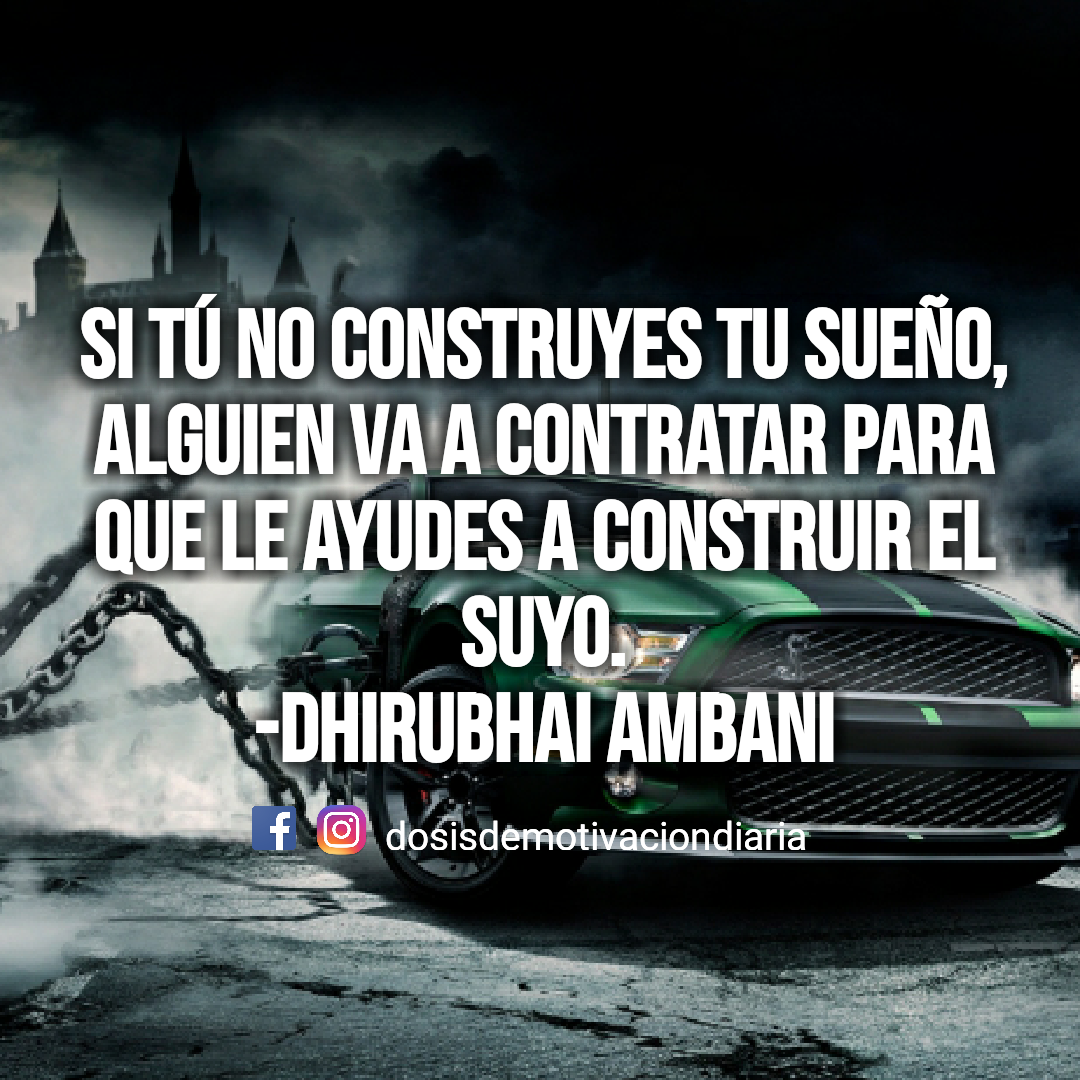 SI TÚ NO CONSTRUYES TU SUEÑO,
ALGUIEN VA A CONTRATAR PARA
QUE LE AYUDES A CONSTRUIR EL
SUYO.
-DHIRUBHAI AMBANI
dosisdemotivaciondiaria